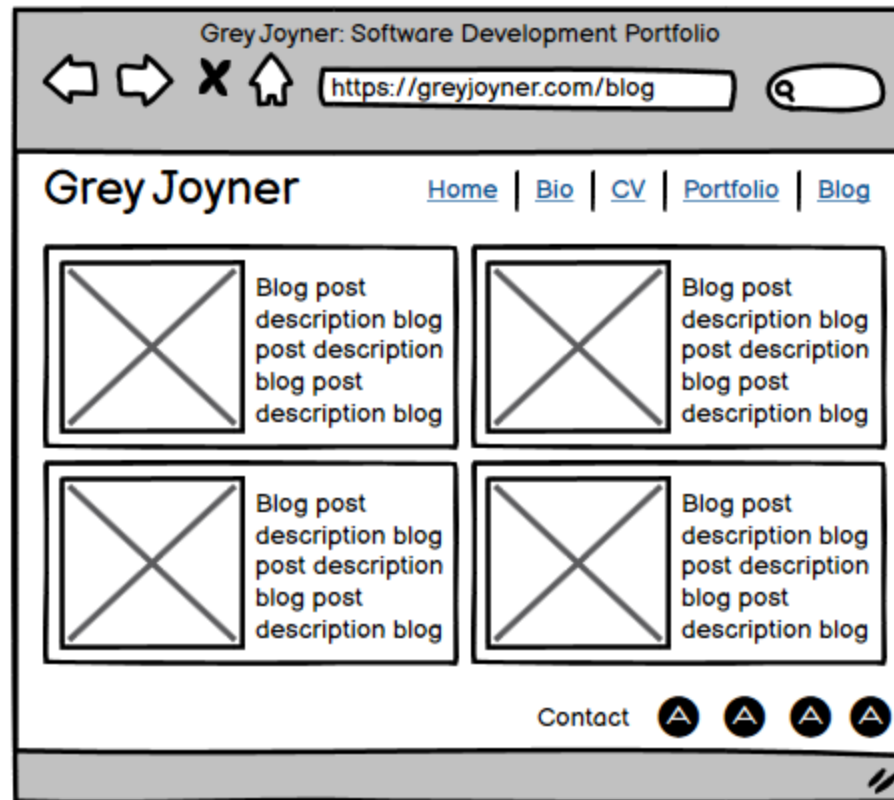 Grey Joyner: Software Development Portfolio
https://greyjoyner.com/blog
Grey Joyner
Home | Bio | CV | Portfolio | Blog
Blog post
description blog
post description
blog post
description blog
Blog post
description blog
post description
blog post
description blog
Blog post
description blog
post description
blog post
description blog
Blog post
description blog
post description
blog post
description blog
Contact